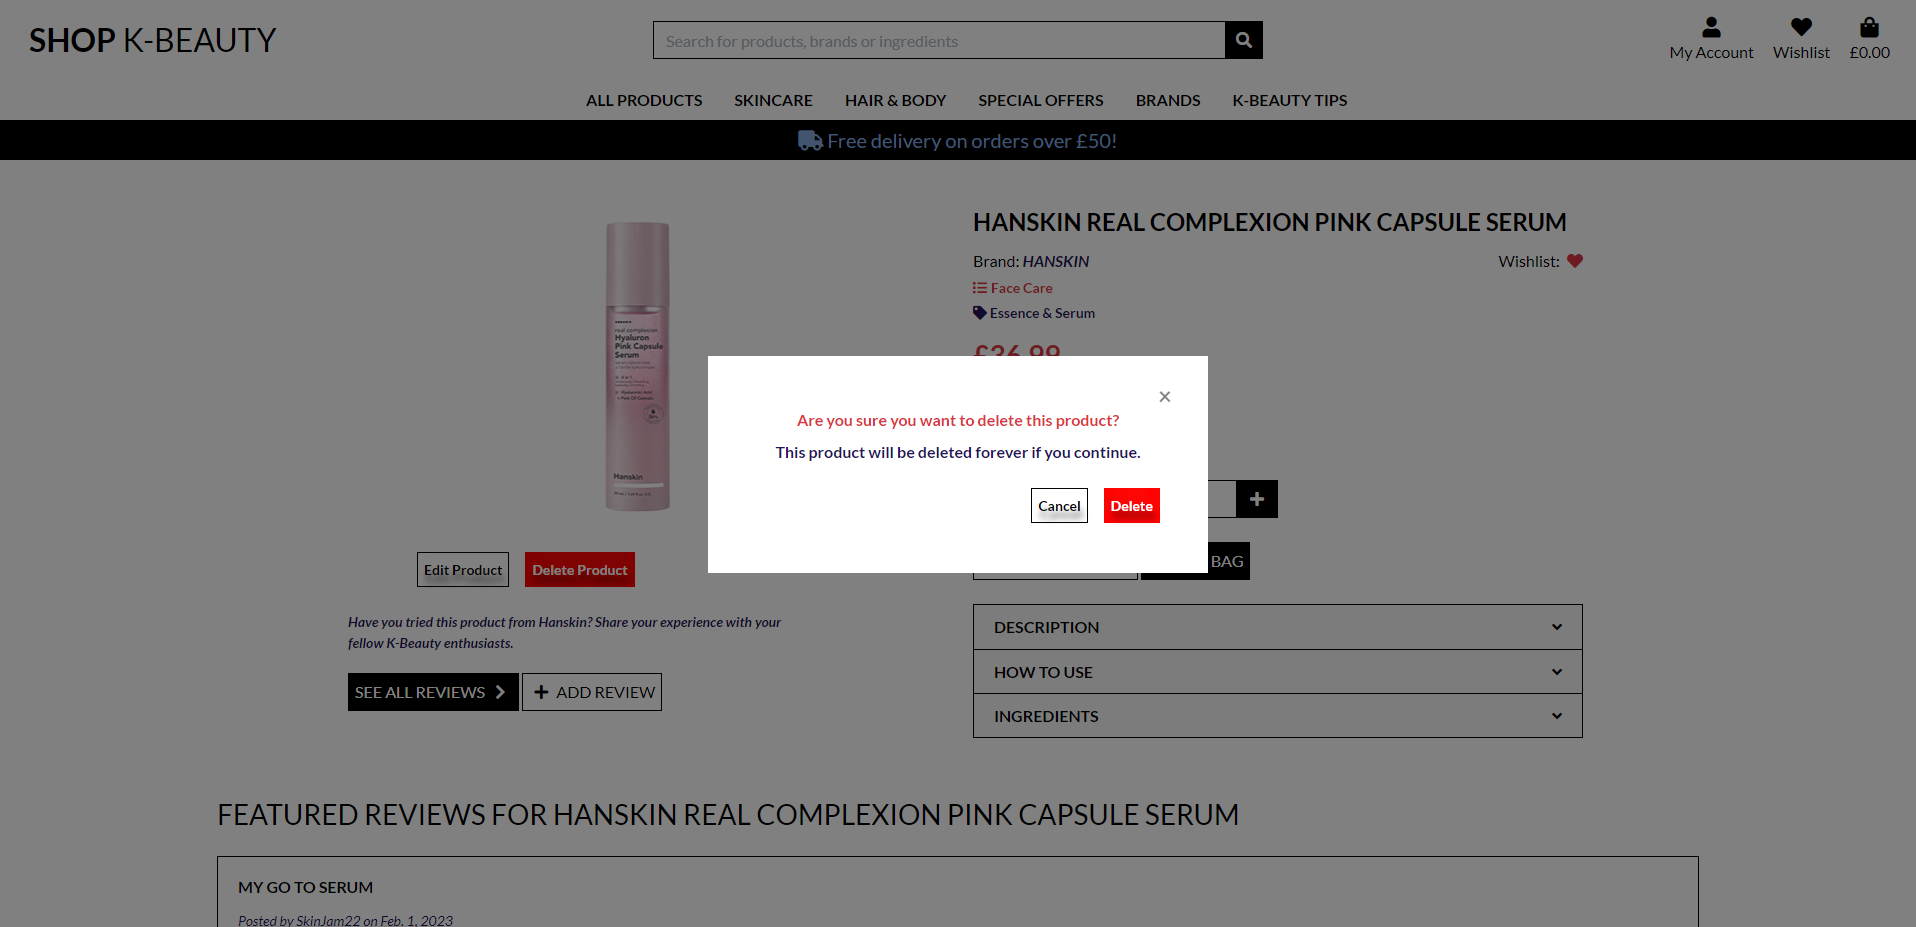 SHOP K-BEAUTY
Search for products, brands or ingredients
My Account
Wishlist
£0.00
ALL PRODUCTS
SKINCARE
HAIR & BODY
SPECIAL OFFERS
BRANDS
K-BEAUTY TIPS
Free delivery on orders over £50!
real complexion
Hyaluron
Pink Capsule
Serum
Hanskin
Edit Product
Delete Product
Have you tried this product from Hanskin? Share your experience with your
fellow K-Beauty enthusiasts.
SEE ALL REVIEWS
ADD REVIEW
HANSKIN REAL COMPLEXION PINK CAPSULE SERUM
Brand: HANSKIN
Wishlist:
Face Care
Essence & Serum
£36.99
×
Are you sure you want to delete this product?
This product will be deleted forever if you continue.
Cancel
Delete
BAG
DESCRIPTION
HOW TO USE
INGREDIENTS
FEATURED REVIEWS FOR HANSKIN REAL COMPLEXION PINK CAPSULE SERUM
MY GO TO SERUM
Posted by SkinJam22 on Feb. 1, 2023